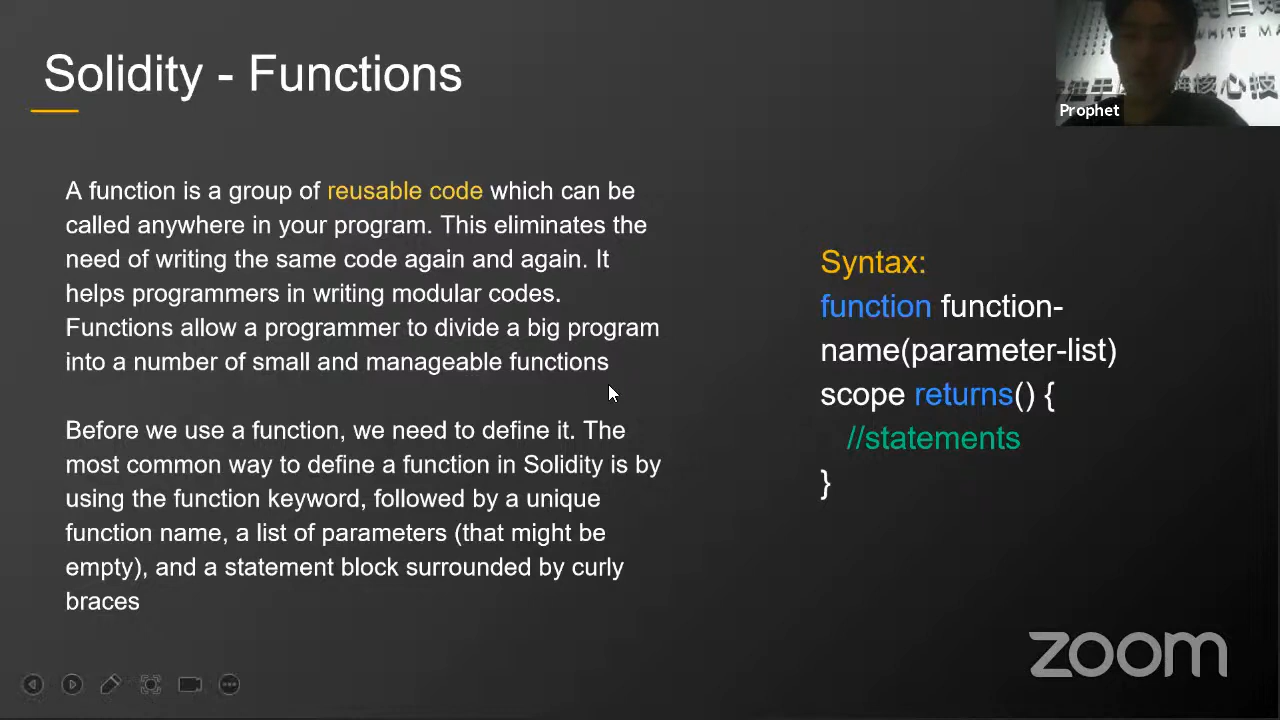 Solidity - Functions
A function is a group of reusable code which can be
called anywhere in your program. This eliminates the
need of writing the same code again and again. It
helps programmers in writing modular codes.
Functions allow a programmer to divide a big program
into a number of small and manageable functions
Before we use a function, we need to define it. The
most common way to define a function in Solidity is by
using the function keyword, followed by a unique
function name, a list of parameters (that might be
empty), and a statement block surrounded by curly
braces
Syntax:
function function-
name(parameter-list)
scope returns() {
//statements
}
Prophet
zoom